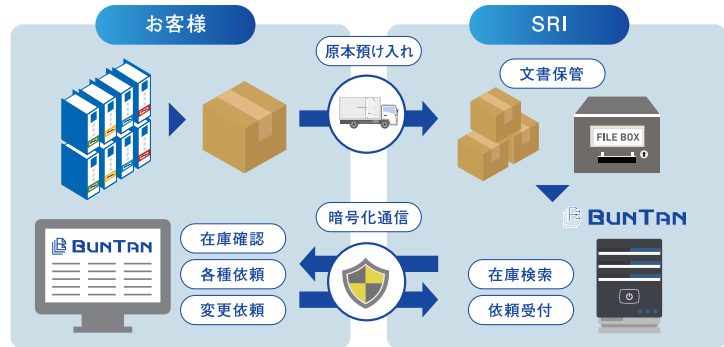 お客様
SRI
原本預け入れ
文書保管
FILE BOX
暗号化通信
BUNTAN
BUNTAN
在庫確認
各種依頼
変更依頼
在庫検索
依頼受付